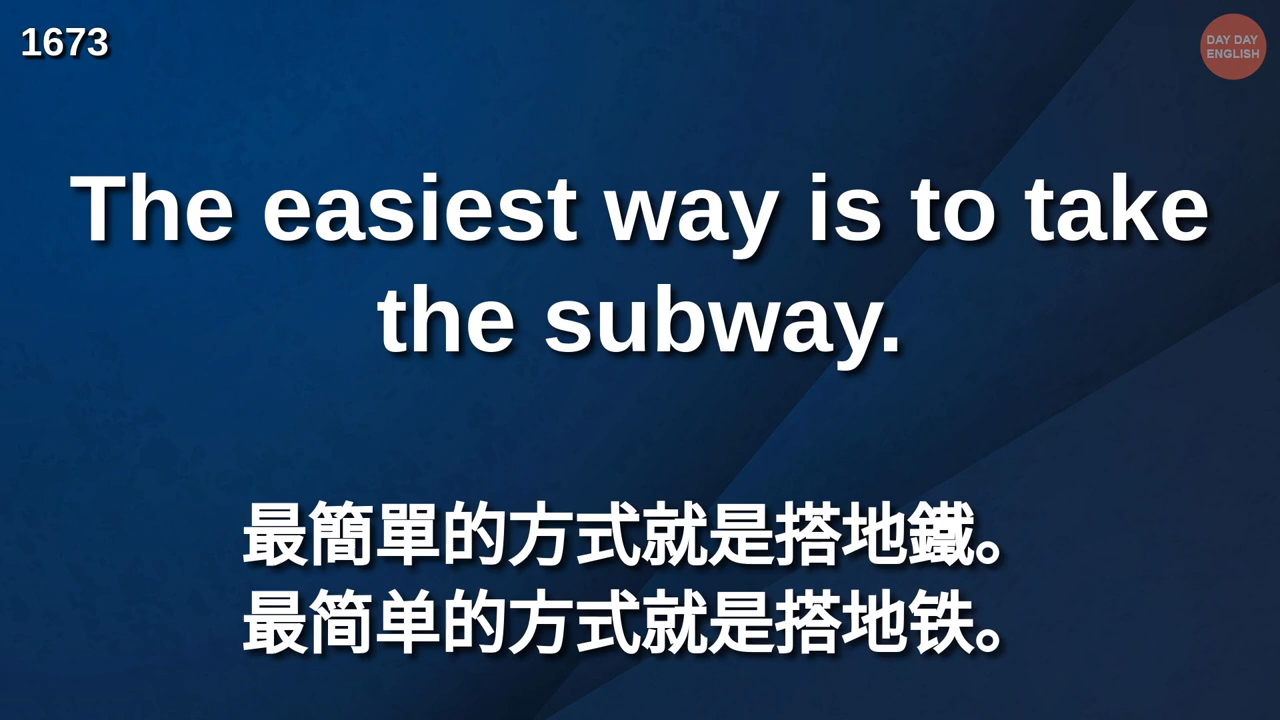 1673
DAY DAY
ENGLISH
The easiest way is to take
the subway.
最簡單的方式就是搭地鐵。
最简单的方式就是搭地铁。